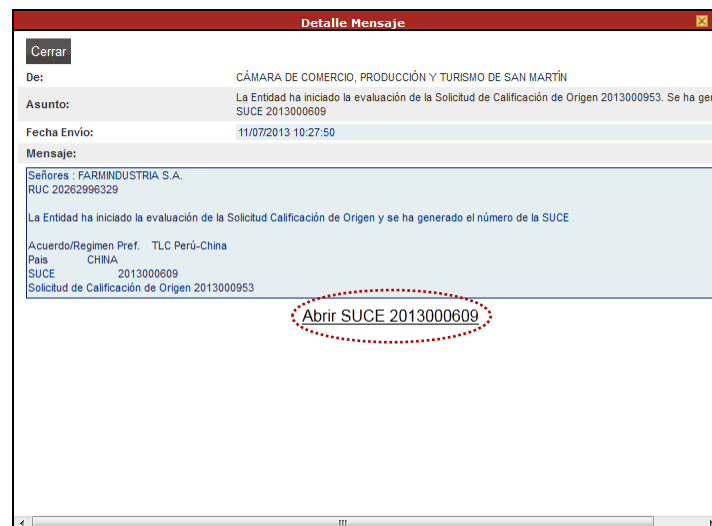 Detalle Mensaje
Cerrar
De: CÁMARA DE COMERCIO, PRODUCCIÓN Y TURISMO DE SAN MARTÍN
Asunto: La Entidad ha iniciado la evaluación de la Solicitud de Calificación de Origen 2013000953. Se ha ger
SUCE 2013000609
Fecha Envío: 11/07/2013 10:27:50
Mensaje:
Señores : FARMINDUSTRIA S.A.
RUC 20262996329
La Entidad ha iniciado la evaluación de la Solicitud Calificación de Origen y se ha generado el número de la SUCE
Acuerdo/Regimen Pref. TLC Perú-China
Pais CHINA
SUCE 2013000609
Solicitud de Calificación de Origen 2013000953
Abrir SUCE 2013000609